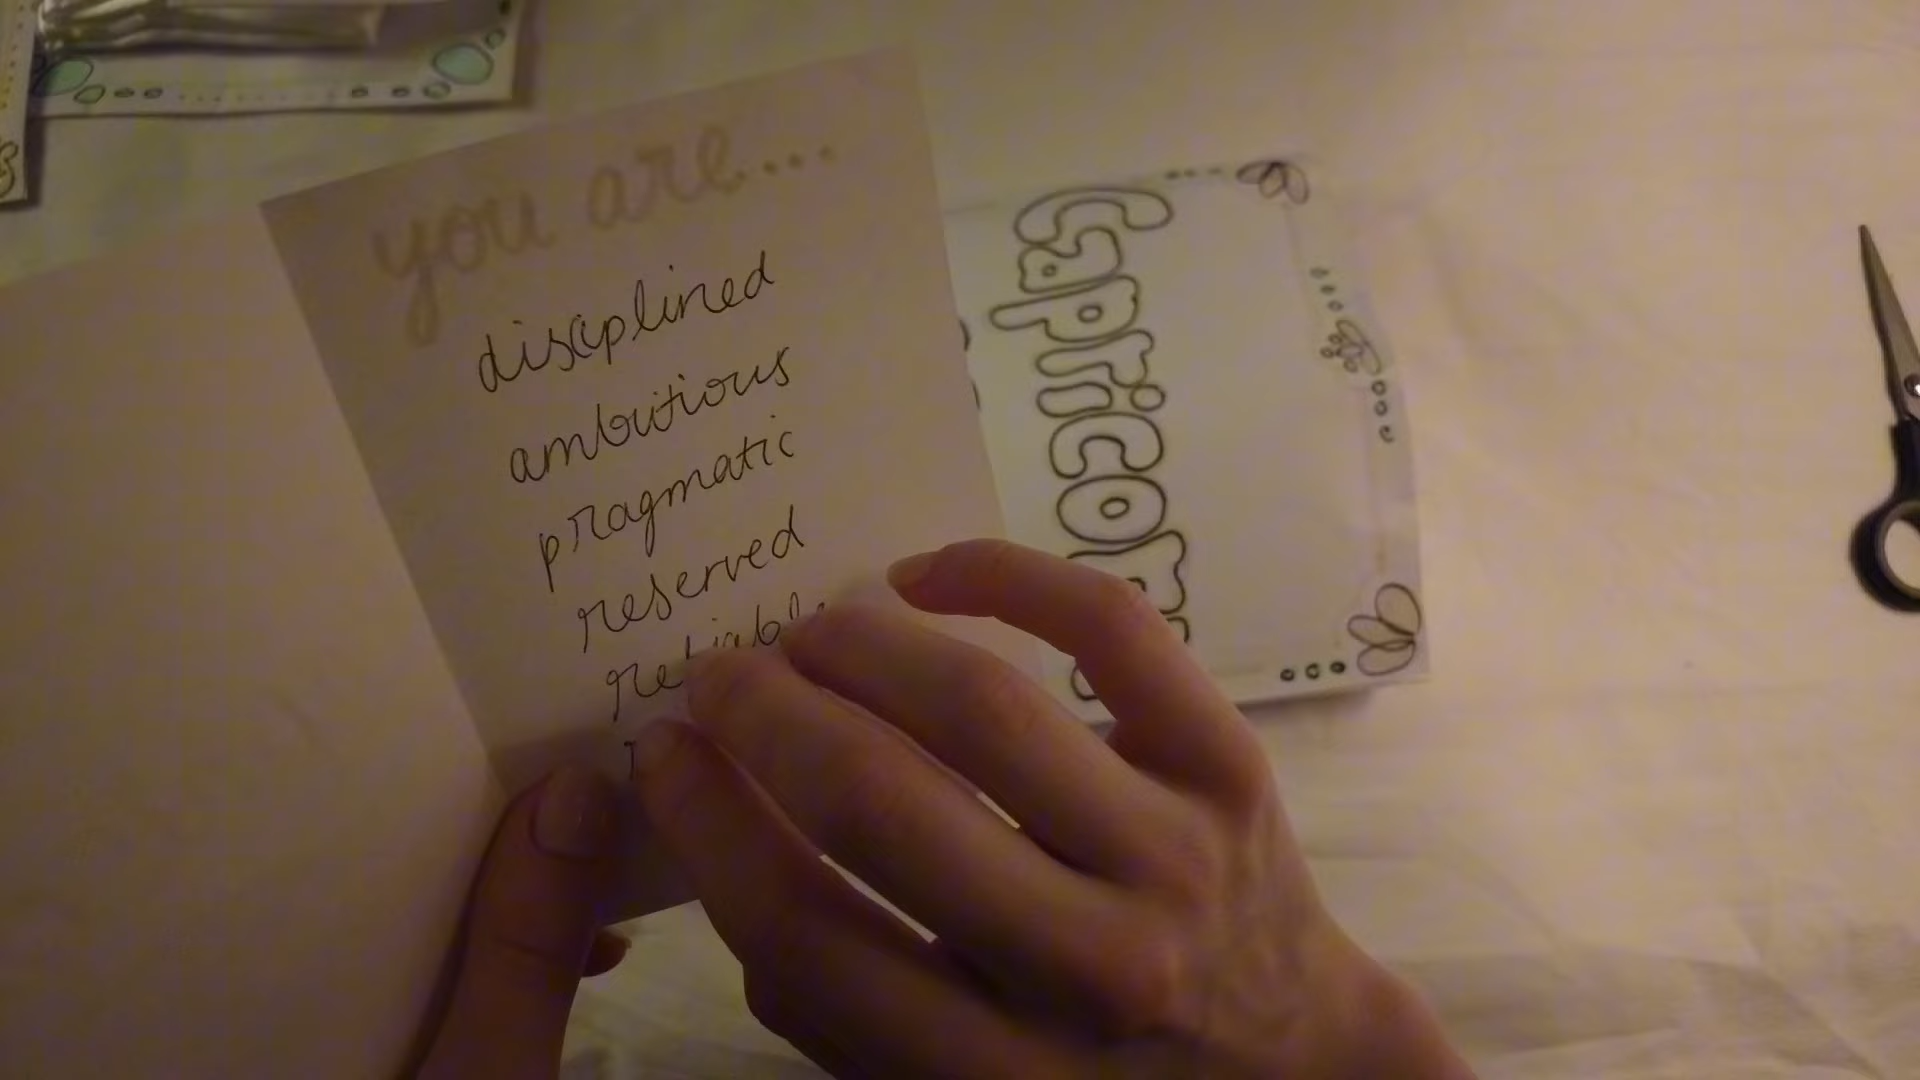 you are....
disciplined
ambitious
pragmatic
reserved
Capricorn